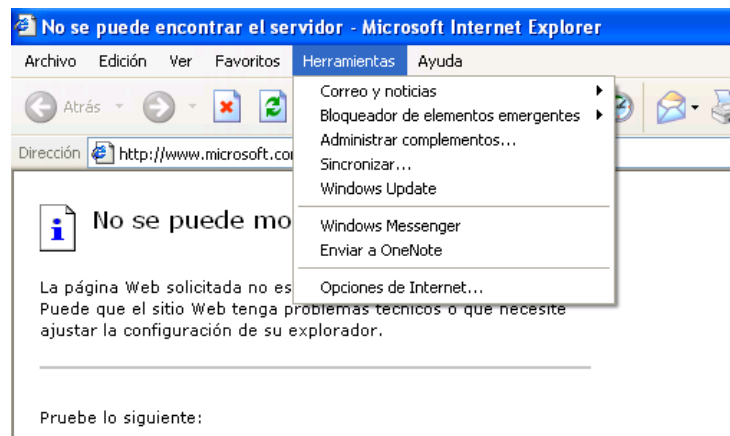 No se puede encontrar el servidor - Microsoft Internet Explorer
Archivo Edición Ver Favoritos Herramientas Ayuda
Atrás
Correo y noticias
Bloqueador de elementos emergentes
Administrar complementos...
Sincronizar...
Windows Update
Windows Messenger
Enviar a OneNote
Opciones de Internet...
Dirección http://www.microsoft.co
No se puede mo
La página Web solicitada no es
Puede que el sitio Web tenga problemas técnicos o que necesite
ajustar la configuración de su explorador.
Pruebe lo siguiente: